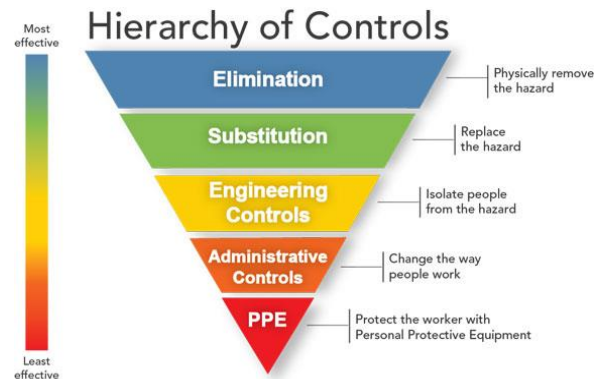 Hierarchy of Controls
Most
effective
Elimination
Physically remove
the hazard
Substitution
Replace
the hazard
Engineering
Controls
Isolate people
from the hazard
Administrative
Controls
Change the way
people work
PPE
Protect the worker with
Personal Protective Equipment
Least
effective